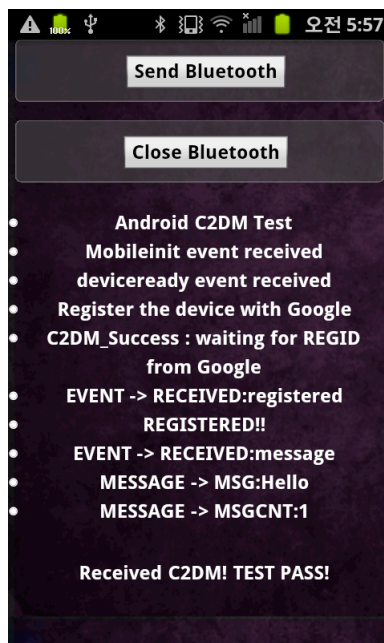 100%
오전 5:57
Send Bluetooth
Close Bluetooth
Android C2DM Test
Mobileinit event received
deviceready event received
Register the device with Google
C2DM_Success : waiting for REGID
from Google
EVENT -> RECEIVED:registered
REGISTERED!!
EVENT -> RECEIVED:message
MESSAGE -> MSG:Hello
MESSAGE -> MSGCNT:1
Received C2DM! TEST PASS!